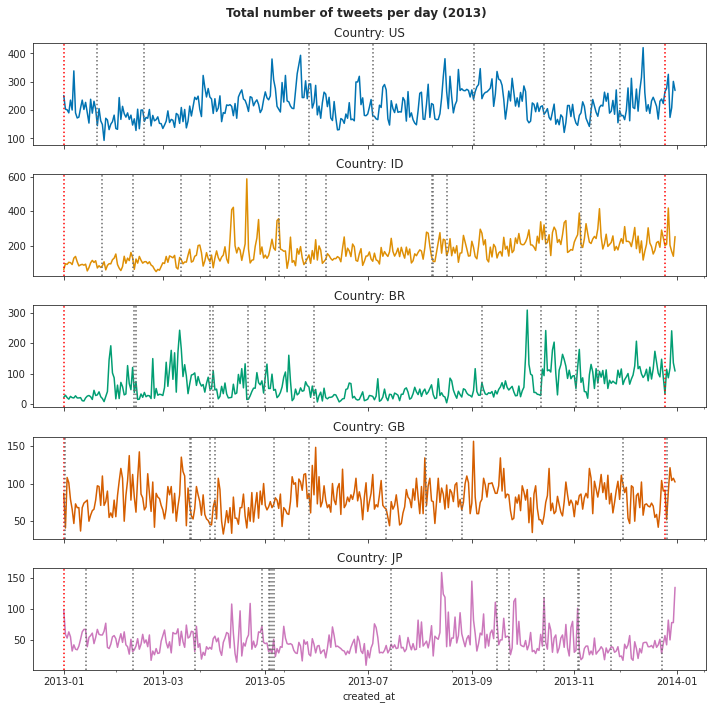 Total number of tweets per day (2013)
Country: US
400
300
200
100
Country: ID
600
400
200
Country: BR
300
200
100
0
Country: GB
150
100
50
Country: JP
150
100
50
2013-01 2013-03 2013-05 2013-07 2013-09 2013-11 2014-01
created_at